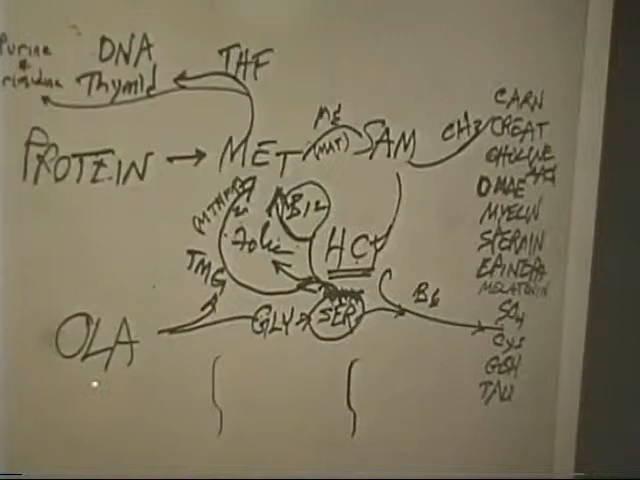 DNA
THF
Purine
Thymid
CARN
CH3
CREAT
CHOLINE
DMAE
MYELIN
EPINEP
MELATONIN
PROTEIN → MET
ME
(MAT)
SAM
B12
Folic
HCY
TMG
B6
OLA
GLY
SER
SO4
Cys
GSH
TAU